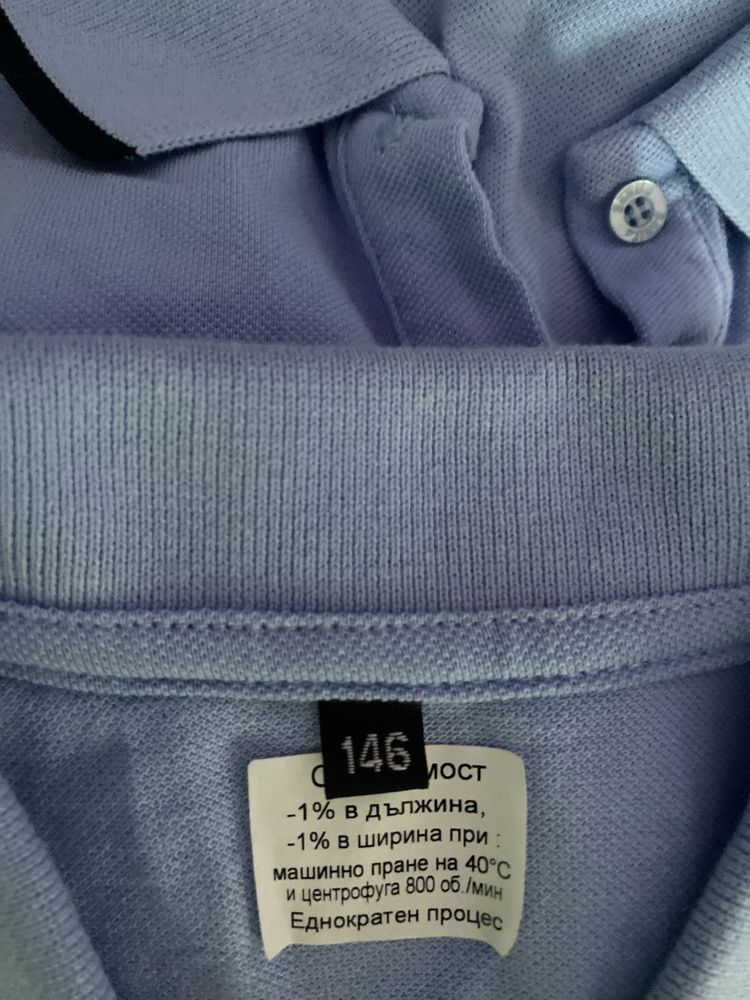 146
-1% в дължина,
-1% в ширина при :
машинно пране на 40°C
и центрофуга 800 об./мин
Еднократен процес